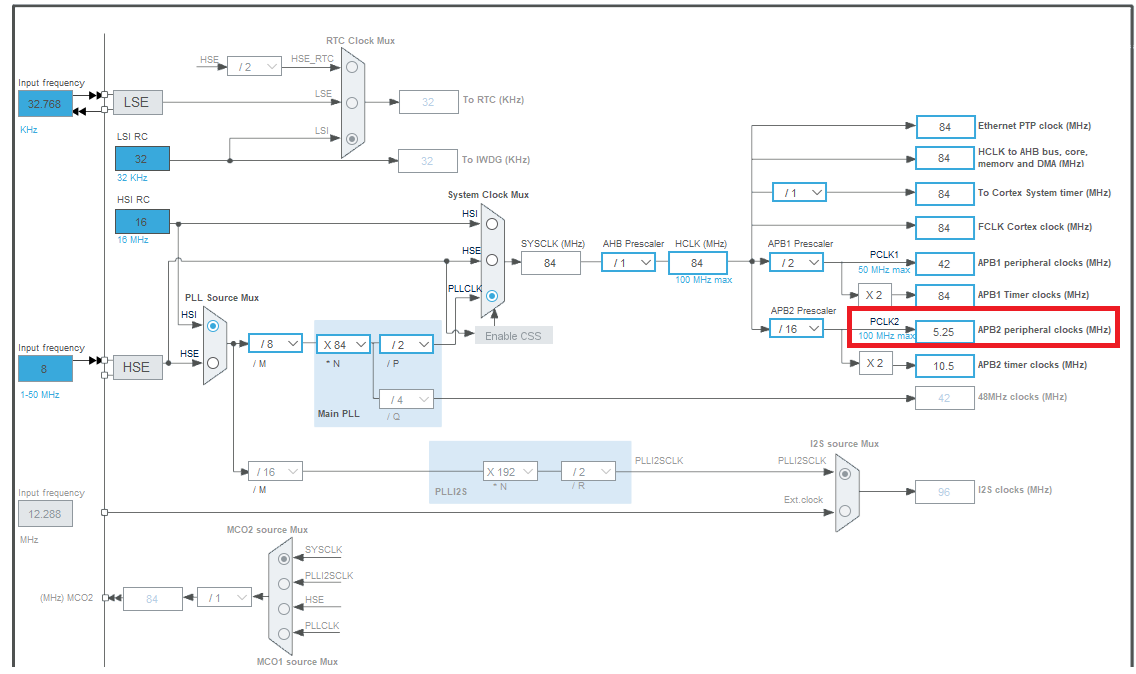 RTC Clock Mux
HSE
/ 2
HSE_RTC
Input frequency
32.768
KHz
LSE
LSE
32
To RTC (KHz)
LSI RC
32
32 KHz
LSI
32
To IWDG (KHz)
HSI RC
16
16 MHz
System Clock Mux
HSI
HSE
PLLCLK
SYSCLK (MHz)
84
AHB Prescaler
/ 1
HCLK (MHz)
84
100 MHz max
Enable CSS
84
Ethernet PTP clock (MHz)
84
HCLK to AHB bus, core,
memory and DMA (MHz)
/ 1
84
To Cortex System timer (MHz)
84
FCLK Cortex clock (MHz)
APB1 Prescaler
/ 2
PCLK1
50 MHz max
42
APB1 peripheral clocks (MHz)
X 2
84
APB1 Timer clocks (MHz)
APB2 Prescaler
/ 16
PCLK2
100 MHz max
5.25
APB2 peripheral clocks (MHz)
X 2
10.5
APB2 timer clocks (MHz)
42
48MHz clocks (MHz)
PLL Source Mux
HSI
HSE
Input frequency
8
1-50 MHz
HSE
/ 8
/ M
X 84
* N
/ 2
/ P
/ 4
/ Q
Main PLL
/ 16
/ M
X 192
* N
/ 2
/ R
PLLI2S
PLLI2SCLK
I2S source Mux
PLLI2SCLK
Ext.clock
96
I2S clocks (MHz)
Input frequency
12.288
MHz
MCO2 source Mux
SYSCLK
PLLI2SCLK
HSE
PLLCLK
(MHz) MCO2
84
/ 1
MCO1 source Mux